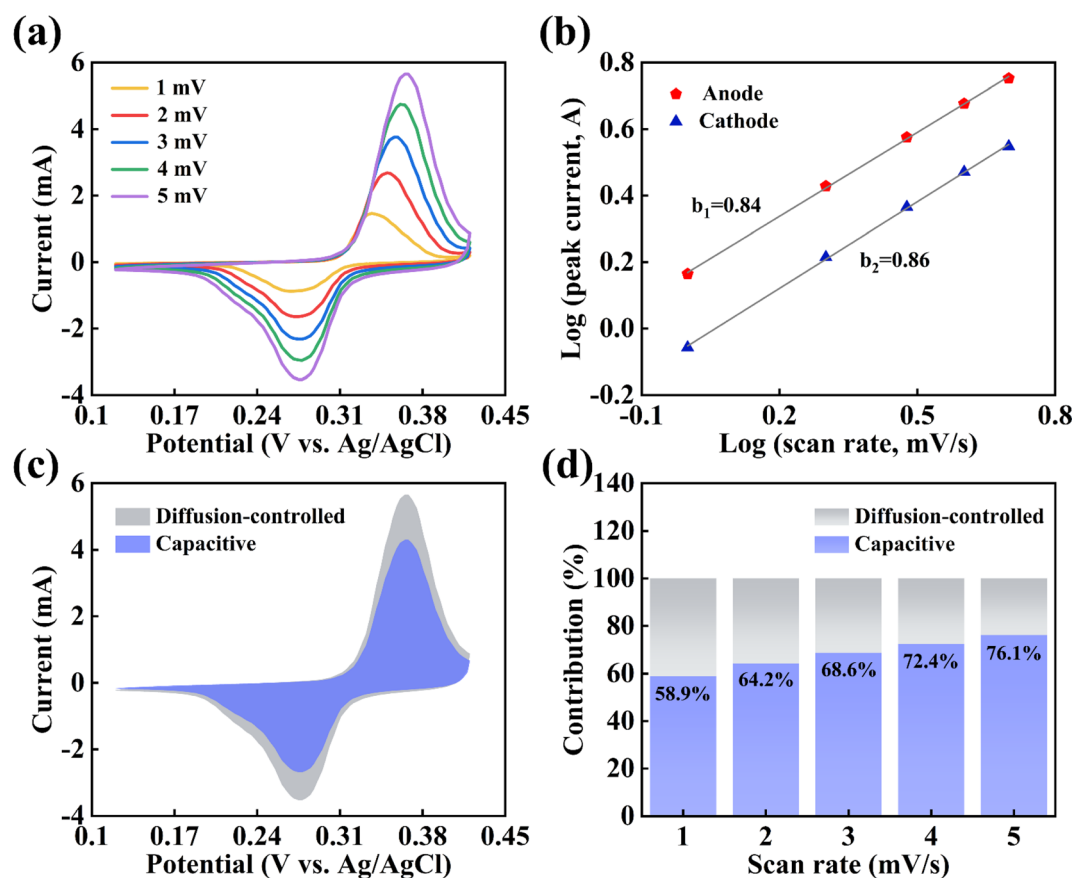 (a)
6
4
2
0
-2
-4
Current (mA)
1 mV
2 mV
3 mV
4 mV
5 mV
0.1 0.17 0.24 0.31 0.38 0.45
Potential (V vs. Ag/AgCl)
(b)
0.8
0.6
0.4
0.2
0.0
-0.2
Log (peak current, A)
Anode
Cathode
b₁=0.84
b₂=0.86
-0.1 0.2 0.5 0.8
Log (scan rate, mV/s)
(c)
6
4
2
0
-2
-4
Current (mA)
Diffusion-controlled
Capacitive
0.1 0.17 0.24 0.31 0.38 0.45
Potential (V vs. Ag/AgCl)
(d)
140
120
100
80
60
40
20
0
Contribution (%)
Diffusion-controlled
Capacitive
58.9% 64.2% 68.6% 72.4% 76.1%
1 2 3 4 5
Scan rate (mV/s)